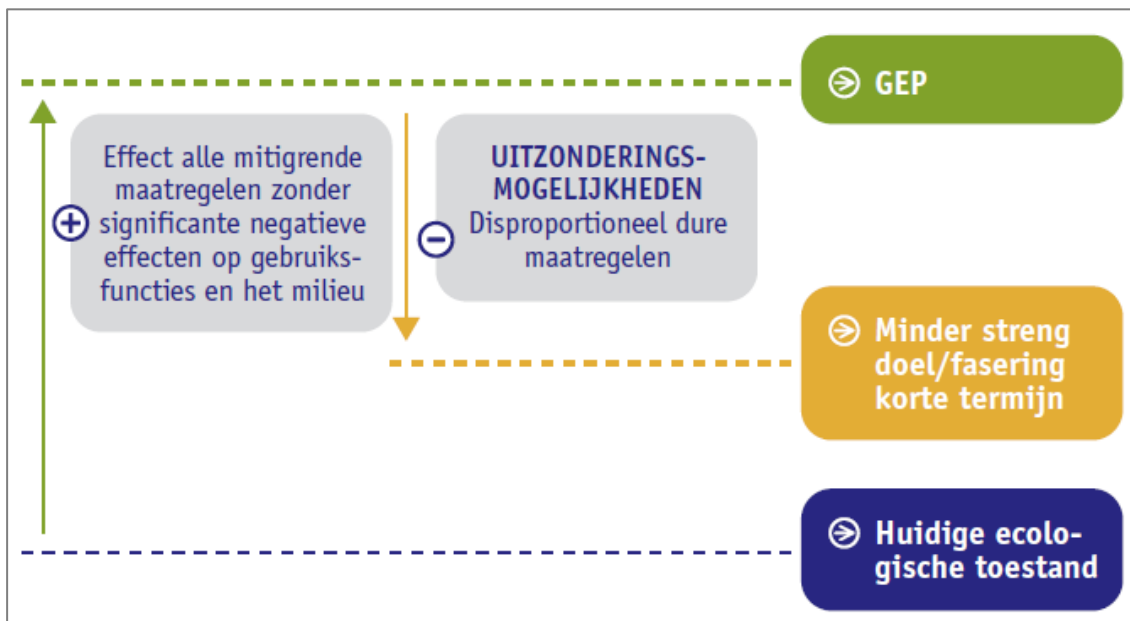 GEP
Effect alle mitigrende
maatregelen zonder
significante negatieve
effecten op gebruiks-
functies en het milieu
UITZONDERINGS-
MOGELIJKHEDEN
Disproportioneel dure
maatregelen
Minder streng
doel/fasering
korte termijn
Huidige ecolo-
gische toestand